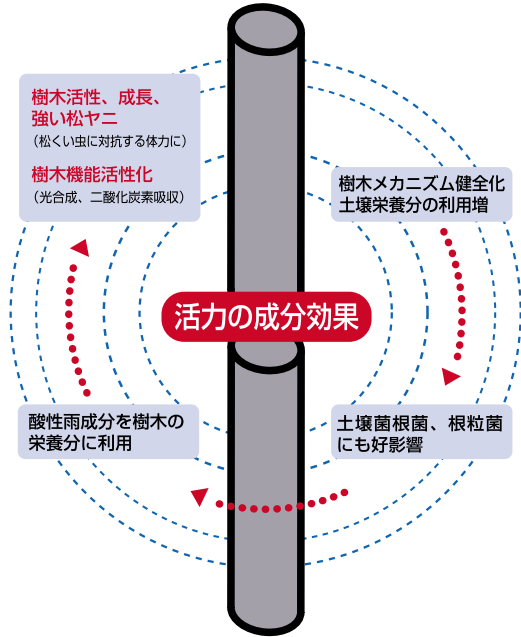 樹木活性、成長、
強い松ヤニ
（松くい虫に対抗する体力に）
樹木機能活性化
（光合成、二酸化炭素吸収）
樹木メカニズム健全化
土壌栄養分の利用増
活力の成分効果
酸性雨成分を樹木の
栄養分に利用
土壌菌根菌、根粒菌
にも好影響